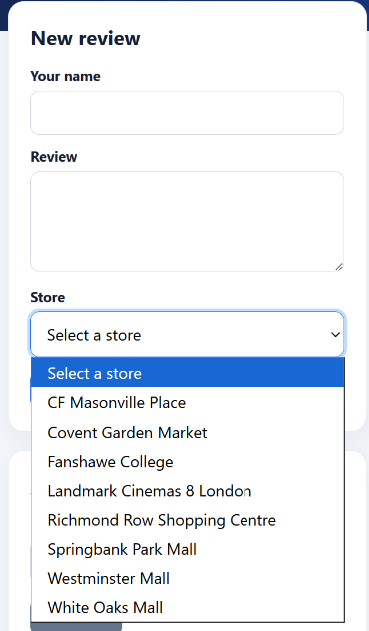 New review
Your name
Review
Store
Select a store
Select a store
CF Masonville Place
Covent Garden Market
Fanshawe College
Landmark Cinemas 8 London
Richmond Row Shopping Centre
Springbank Park Mall
Westminster Mall
White Oaks Mall